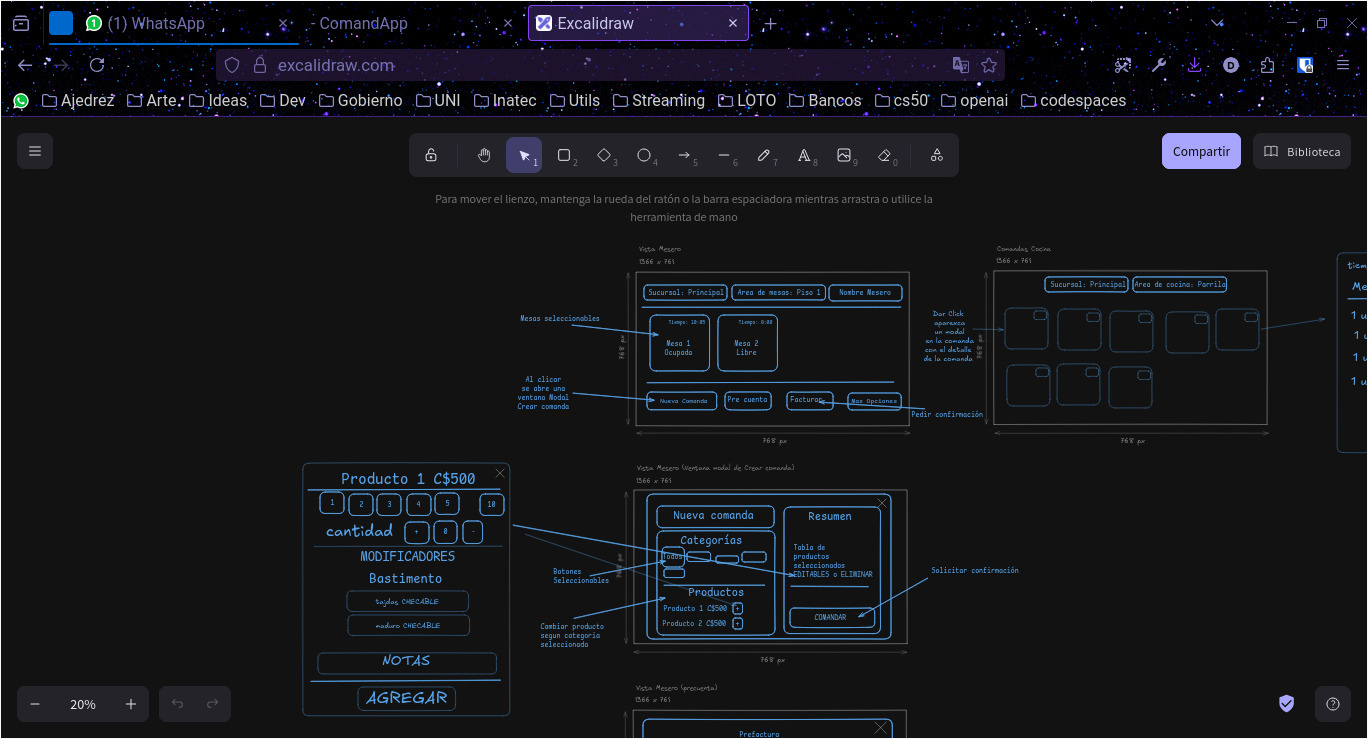 (1) WhatsApp
- ComandApp
Excalidraw
excalidraw.com
Ajedrez
Arte.
Ideas
Dev
Gobierno
UNI
Inatec
Utils
Streaming
LOTO
Bancos
cs50
openai
codespaces
1
2
3
4
5
6
7
8
9
0
Compartir
Biblioteca
Para mover el lienzo, mantenga la rueda del ratón o la barra espaciadora mientras arrastra o utilice la
herramienta de mano
Vista Mesero
1366 x 761
Sucursal: Principal
Area de mesas: Piso 1
Nombre Mesero
Mesas seleccionables
Tiempo: 10:05
Mesa 1
Ocupada
Tiempo: 0:00
Mesa 2
Libre
768 px
Al clicar
se abre una
ventana Modal
Crear comanda
Nueva Comanda
Pre cuenta
Facturar
Mas Opciones
Pedir confirmación
768 px
Comandas Cocina
1366 x 761
Sucursal: Principal
Area de cocina: Parrila
Dar Click
aparezca
un modal
en la comanda
con el detalle
de la comanda
768 px
768 px
tiem
Me
1 u
1 u
1 u
1 u
Producto 1 C$500
1
2
3
4
5
10
cantidad
+
0
-
MODIFICADORES
Bastimento
tajdas CHECABLE
maduro CHECABLE
NOTAS
AGREGAR
Vista Mesero (Ventana modal de Crear comanda)
1366 x 761
Nueva comanda
Categorías
Todos
Productos
Producto 1 C$500
+
Producto 2 C$500
+
Resumen
Tabla de
productos
seleccionados
EDITABLES o ELIMINAR
COMANDAR
Botones
Seleccionables
Cambiar producto
segun categoria
seleccionada
Solicitar confirmación
768 px
768 px
Vista Mesero (precuenta)
1366 x 761
Prefactura
20%